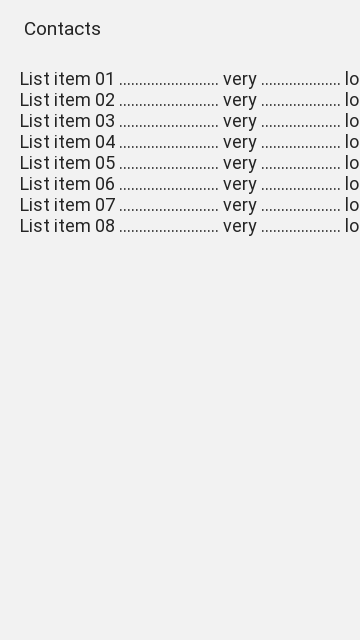 Contacts
List item 01 ......................... very .................... lo
List item 02 ......................... very .................... lo
List item 03 ......................... very .................... lo
List item 04 ......................... very .................... lo
List item 05 ......................... very .................... lo
List item 06 ......................... very .................... lo
List item 07 ......................... very .................... lo
List item 08 ......................... very .................... lo